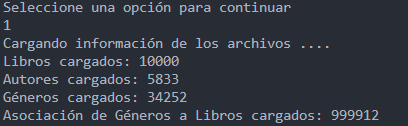 Seleccione una opción para continuar
1
Cargando información de los archivos ....
Libros cargados: 10000
Autores cargados: 5833
Géneros cargados: 34252
Asociación de Géneros a Libros cargados: 999912